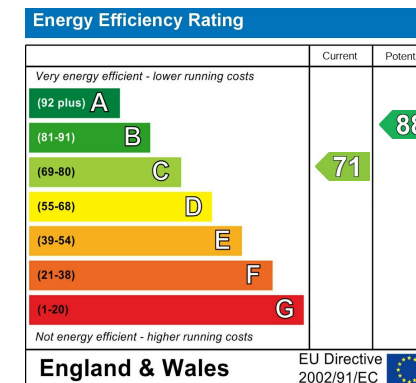 Energy Efficiency Rating
Current Potent
Very energy efficient - lower running costs
(92 plus) A
(81-91) B 88
(69-80) C 71
(55-68) D
(39-54) E
(21-38) F
(1-20) G
Not energy efficient - higher running costs
England & Wales
EU Directive
2002/91/EC